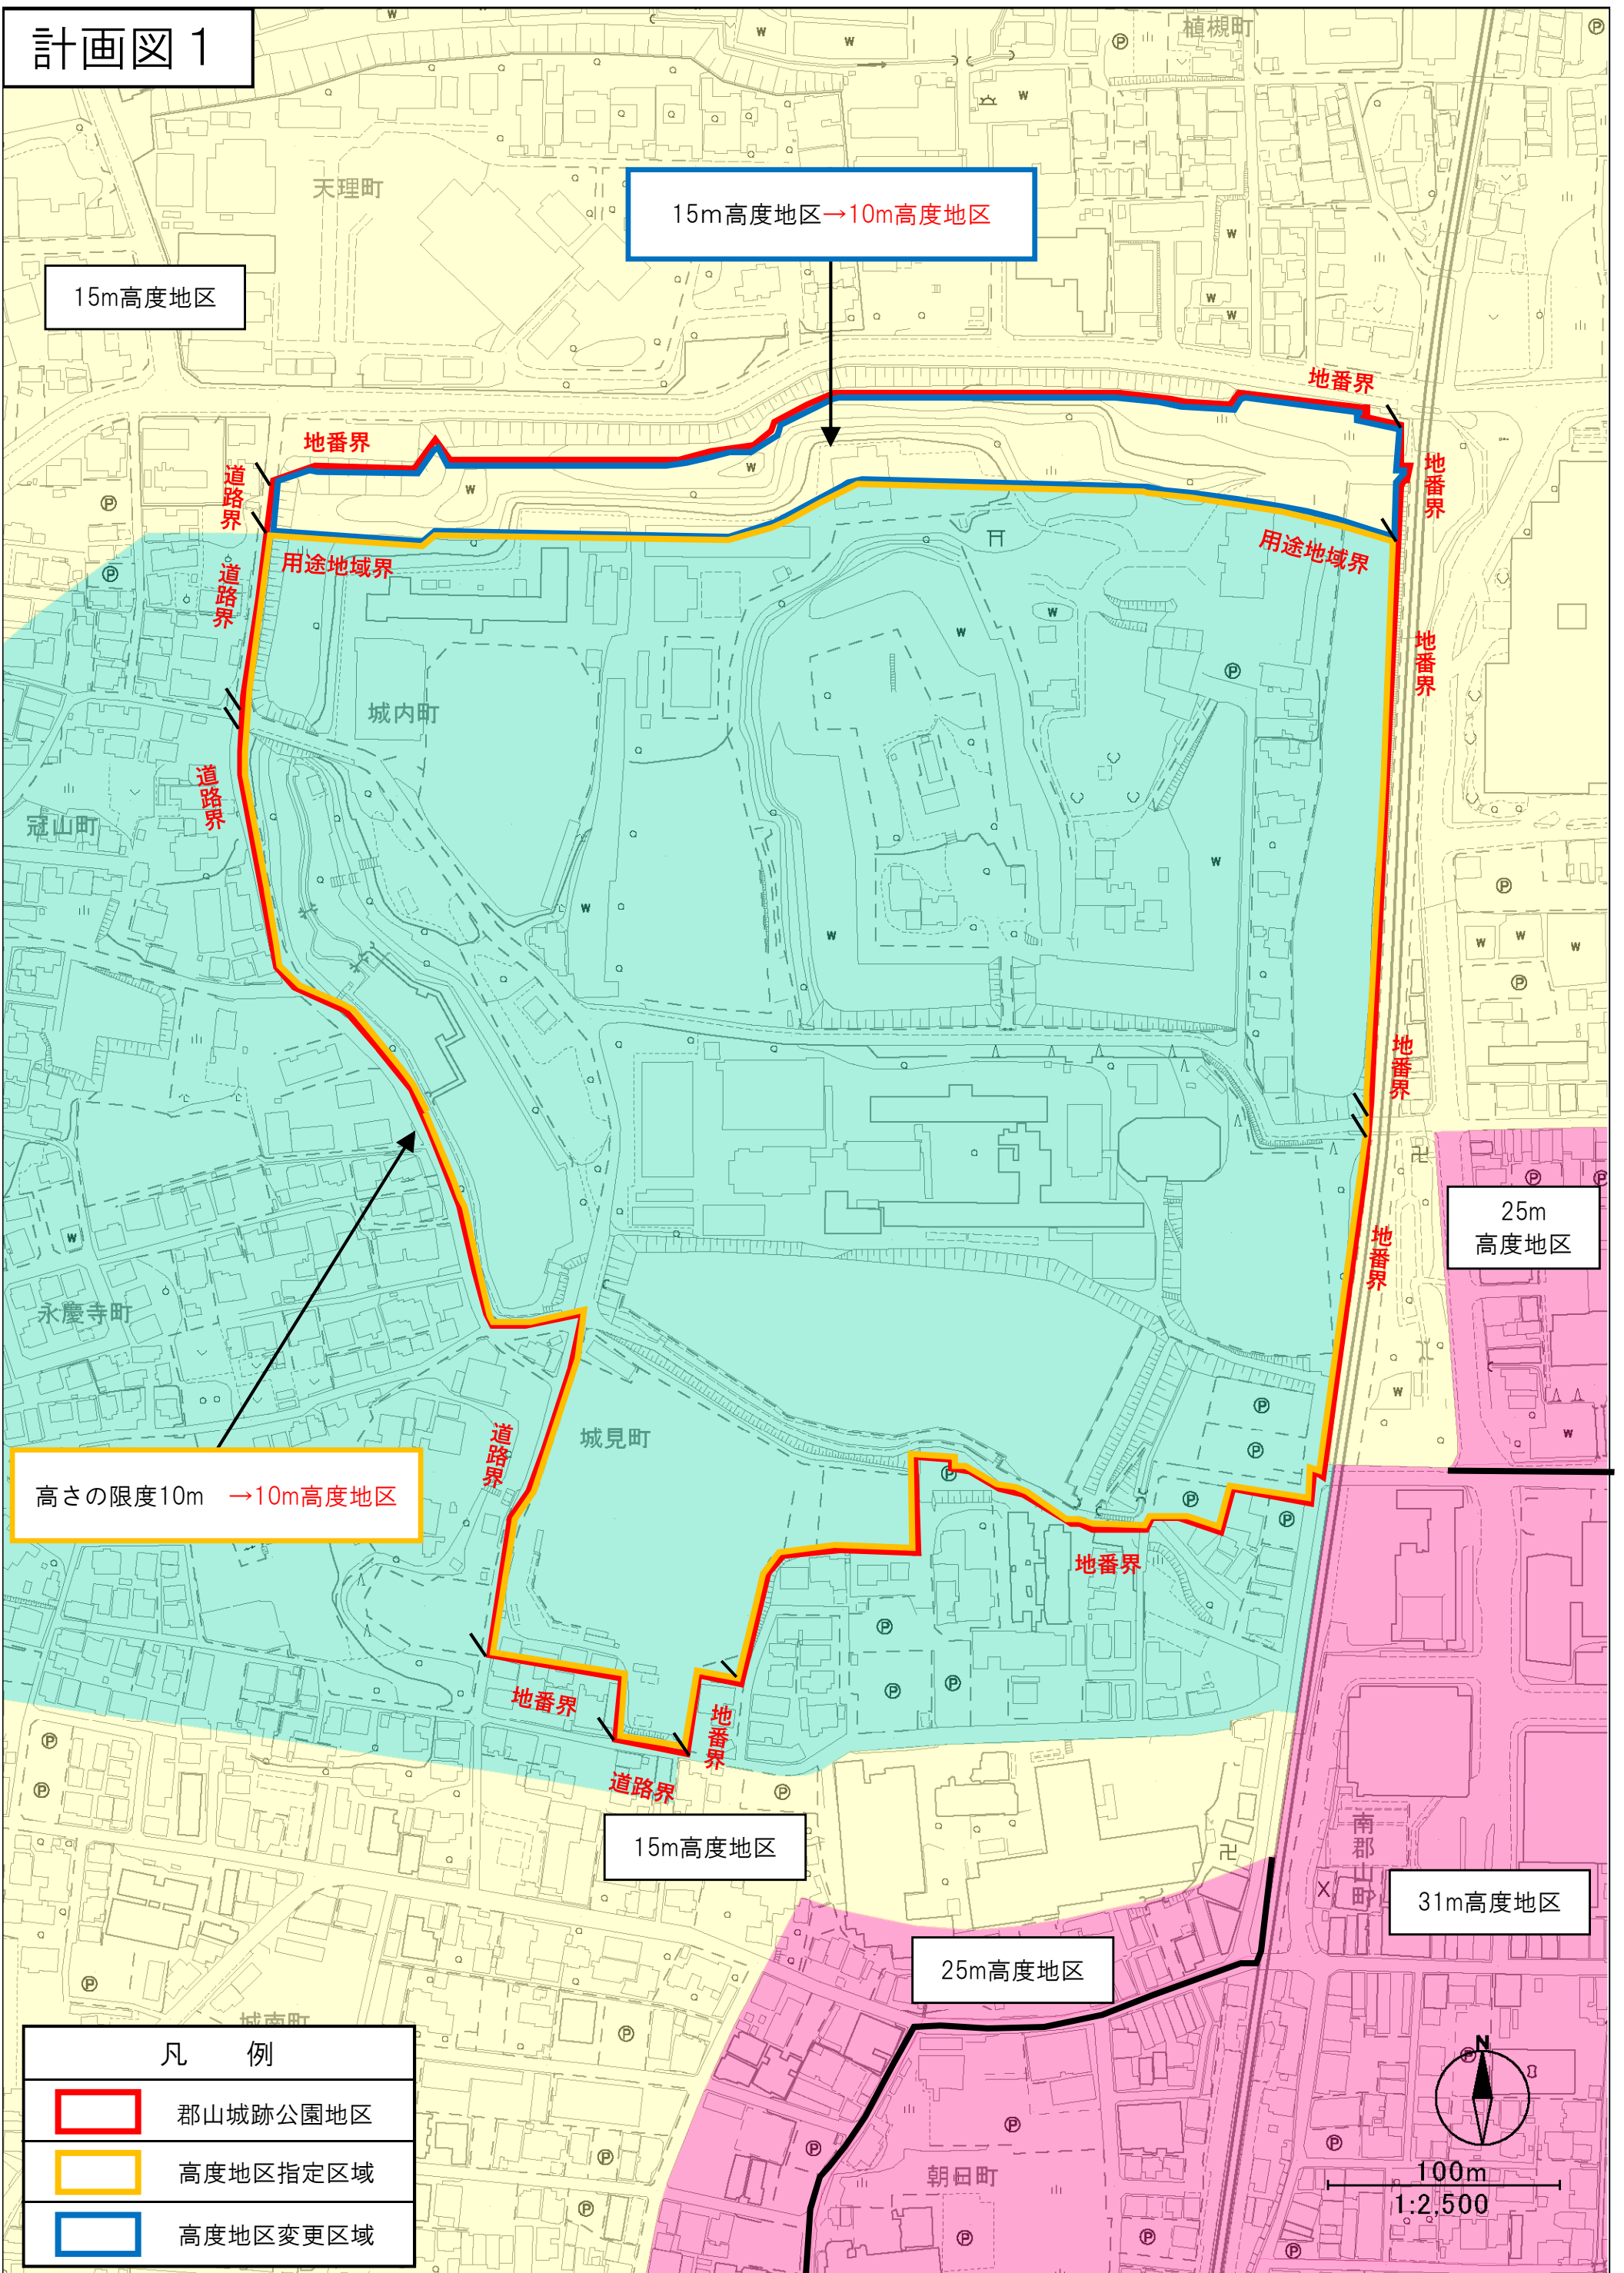 計画図1
植槻町
天理町
15m高度地区→10m高度地区
15m高度地区
地番界
地番界
道路界
地番界
用途地域界
用途地域界
道路界
地番界
城内町
道路界
冠山町
地番界
25m
高度地区
地番界
永慶寺町
城見町
道路界
高さの限度10m →10m高度地区
地番界
地番界
地番界
道路界
15m高度地区
南郡山町
31m高度地区
25m高度地区
城南町
凡 例
郡山城跡公園地区
高度地区指定区域
高度地区変更区域
朝日町
N
100m
1:2,500